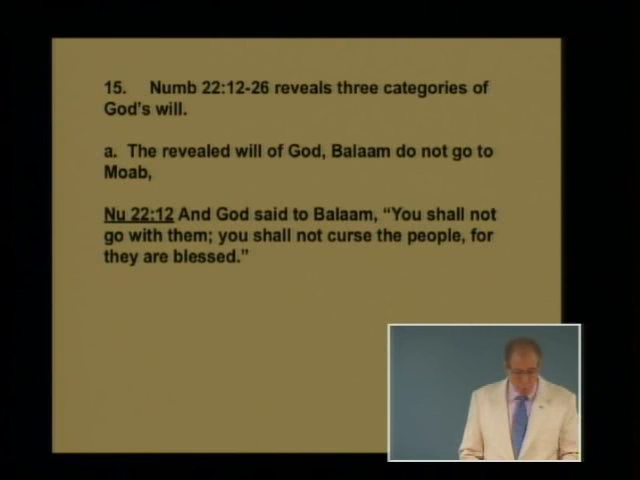 15. Numb 22:12-26 reveals three categories of
God's will.
a. The revealed will of God, Balaam do not go to
Moab,
Nu 22:12 And God said to Balaam, “You shall not
go with them; you shall not curse the people, for
they are blessed.”